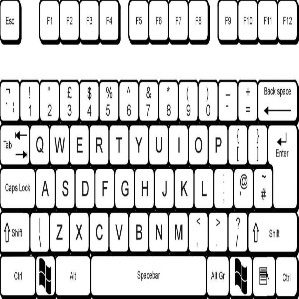 Esc F1 F2 F3 F4 F5 F6 F7 F8 F9 F10 F11 F12
! " £ $ % ^ & * ( ) _ + Back space
1 2 3 4 5 6 7 8 9 0 - =
Tab Q W E R T Y U I O P { } Enter
[ ]
Caps Lock A S D F G H J K L : @ ~
; ' #
Shift | Z X C V B N M < > ? Shift
\ , . /
Ctrl Alt Spacebar Alt Gr Ctrl